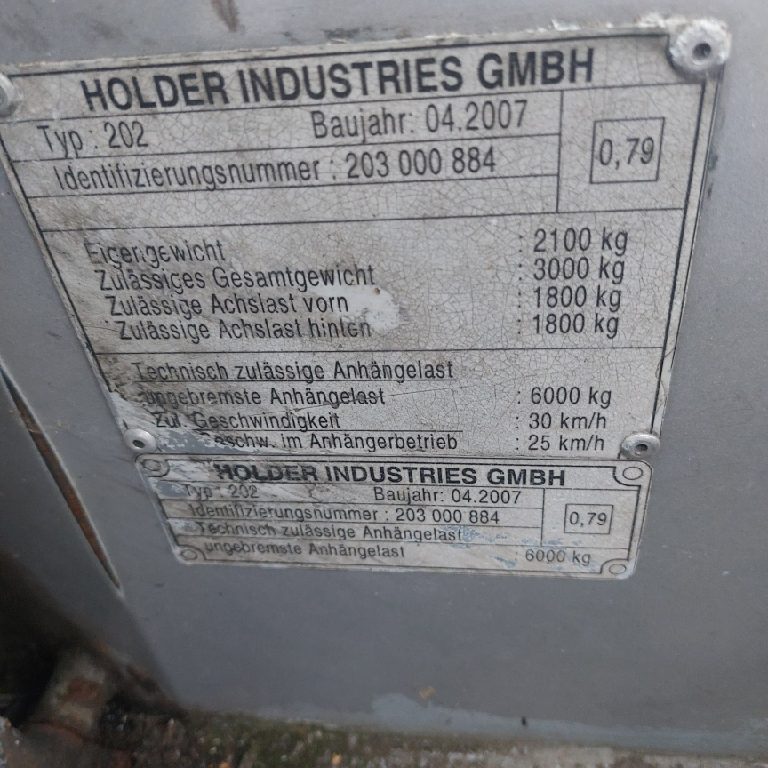 HOLDER INDUSTRIES GMBH
Typ : 202 Baujahr: 04.2007
Identifizierungsnummer : 203 000 884
0,79
Eigengewicht : 2100 kg
Zulässiges Gesamtgewicht : 3000 kg
Zulässige Achslast vorn : 1800 kg
Zulässige Achslast hinten : 1800 kg
Technisch zulässige Anhängelast
ungebremste Anhängelast : 6000 kg
Zul. Geschwindigkeit : 30 km/h
eschw. im Anhängerbetrieb : 25 km/h
HOLDER INDUSTRIES GMBH
Typ : 202 Baujahr: 04.2007
Identifizierungsnummer : 203 000 884
0,79
Technisch zulässige Anhängelast
ungebremste Anhängelast : 6000 kg